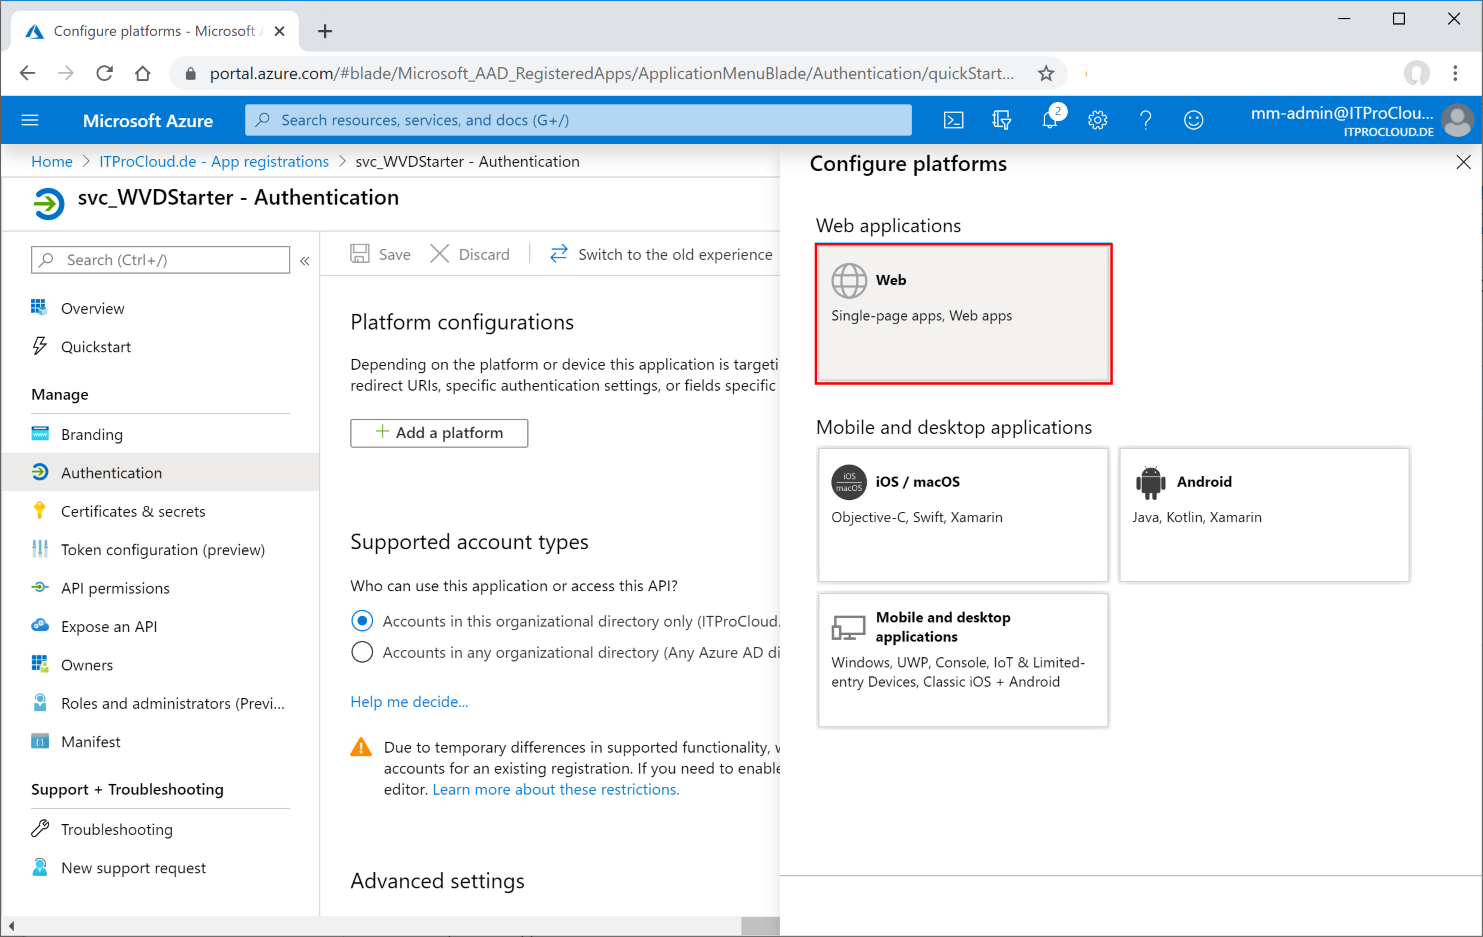 Configure platforms - Microsoft A
portal.azure.com/#blade/Microsoft_AAD_RegisteredApps/ApplicationMenuBlade/Authentication/quickStart...
Microsoft Azure
Search resources, services, and docs (G+/)
2
mm-admin@ITProClou...
ITPROCLOUD.DE
Home > ITProCloud.de - App registrations > svc_WVDStarter - Authentication
svc_WVDStarter - Authentication
Search (Ctrl+/)
«
Overview
Quickstart
Manage
Branding
Authentication
Certificates & secrets
Token configuration (preview)
API permissions
Expose an API
Owners
Roles and administrators (Previ...
Manifest
Support + Troubleshooting
Troubleshooting
New support request
Save
Discard
Switch to the old experience
Platform configurations
Depending on the platform or device this application is targeti
redirect URIs, specific authentication settings, or fields specific
+ Add a platform
Supported account types
Who can use this application or access this API?
Accounts in this organizational directory only (ITProCloud.
Accounts in any organizational directory (Any Azure AD di
Help me decide...
Due to temporary differences in supported functionality, w
accounts for an existing registration. If you need to enable
editor. Learn more about these restrictions.
Advanced settings
Configure platforms
Web applications
Web
Single-page apps, Web apps
Mobile and desktop applications
iOS
macOS
iOS / macOS
Objective-C, Swift, Xamarin
Android
Java, Kotlin, Xamarin
Mobile and desktop
applications
Windows, UWP, Console, IoT & Limited-
entry Devices, Classic iOS + Android